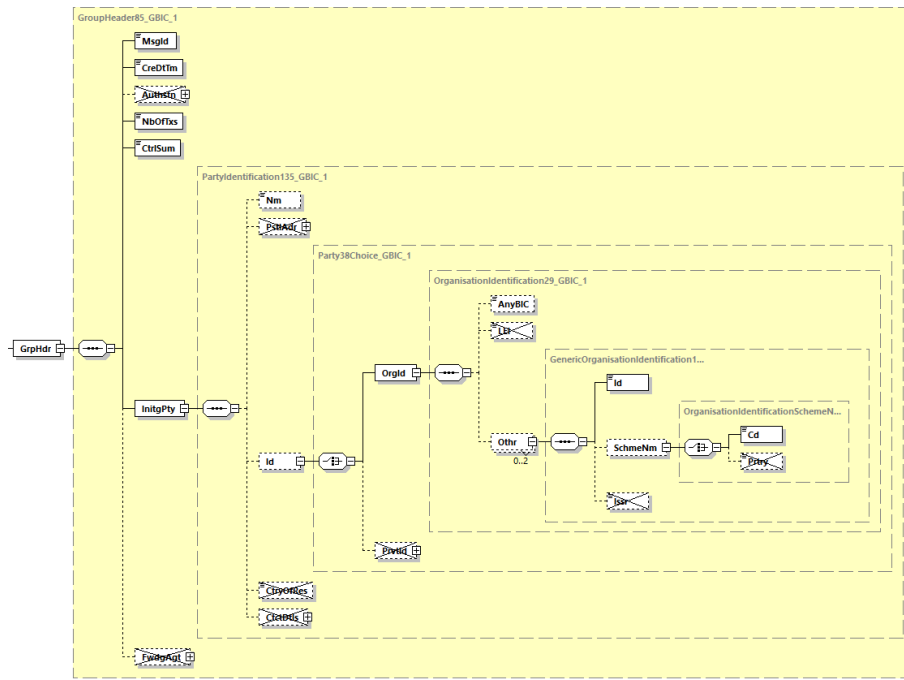 GroupHeader85_GBIC_1
MsgId
CreDtTm
Authstn
NbOfTxs
CtrlSum
PartyIdentification135_GBIC_1
Nm
PstlAdr
Party38Choice_GBIC_1
OrganisationIdentification29_GBIC_1
AnyBIC
LEI
GenericOrganisationIdentification1...
GrpHdr
OrgId
Id
OrganisationIdentificationSchemeN...
InitgPty
Cd
Othr
SchmeNm
0..2
Id
Prtry
Issr
PrvtId
CtryOfRes
CtctDtls
FwdgAgt